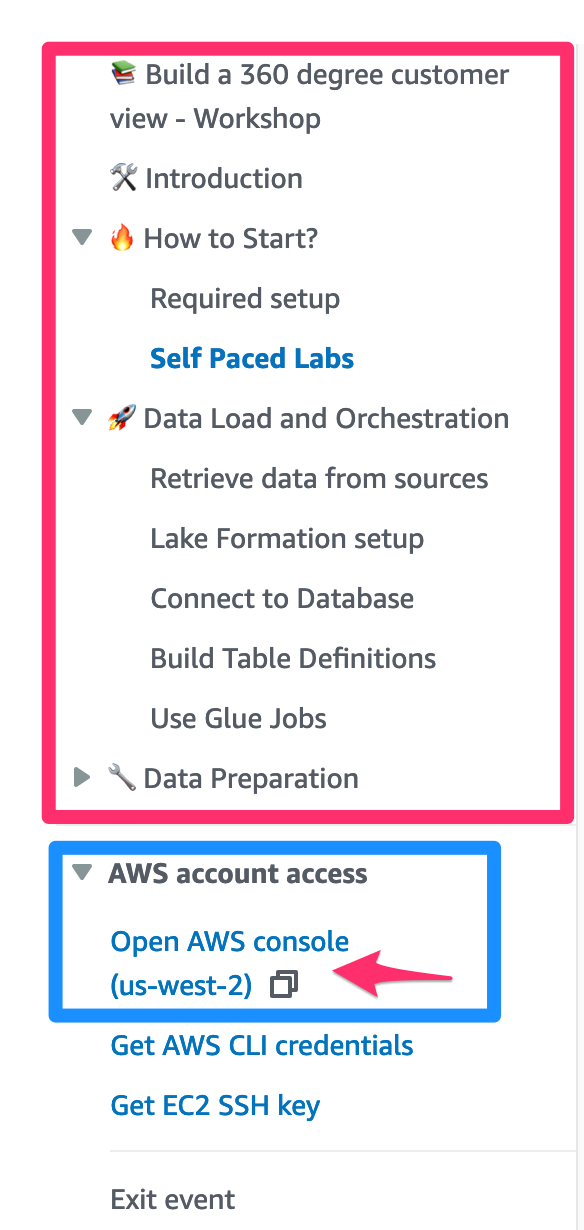 📚 Build a 360 degree customer
view - Workshop
🛠 Introduction
🔥 How to Start?
Required setup
Self Paced Labs
🚀 Data Load and Orchestration
Retrieve data from sources
Lake Formation setup
Connect to Database
Build Table Definitions
Use Glue Jobs
🔧 Data Preparation
AWS account access
Open AWS console
(us-west-2)
Get AWS CLI credentials
Get EC2 SSH key
Exit event